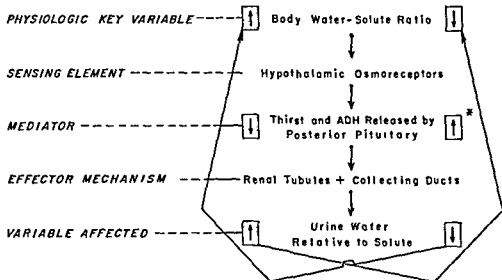 PHYSIOLOGIC KEY VARIABLE ↑ Body Water-Solute Ratio ↓
SENSING ELEMENT Hypothalamic Osmoreceptors
MEDIATOR ↓ Thirst and ADH Released by ↑ *
Posterior Pituitary
EFFECTOR MECHANISM Renal Tubules + Collecting Ducts
VARIABLE AFFECTED ↑ Urine Water ↓
Relative to Solute